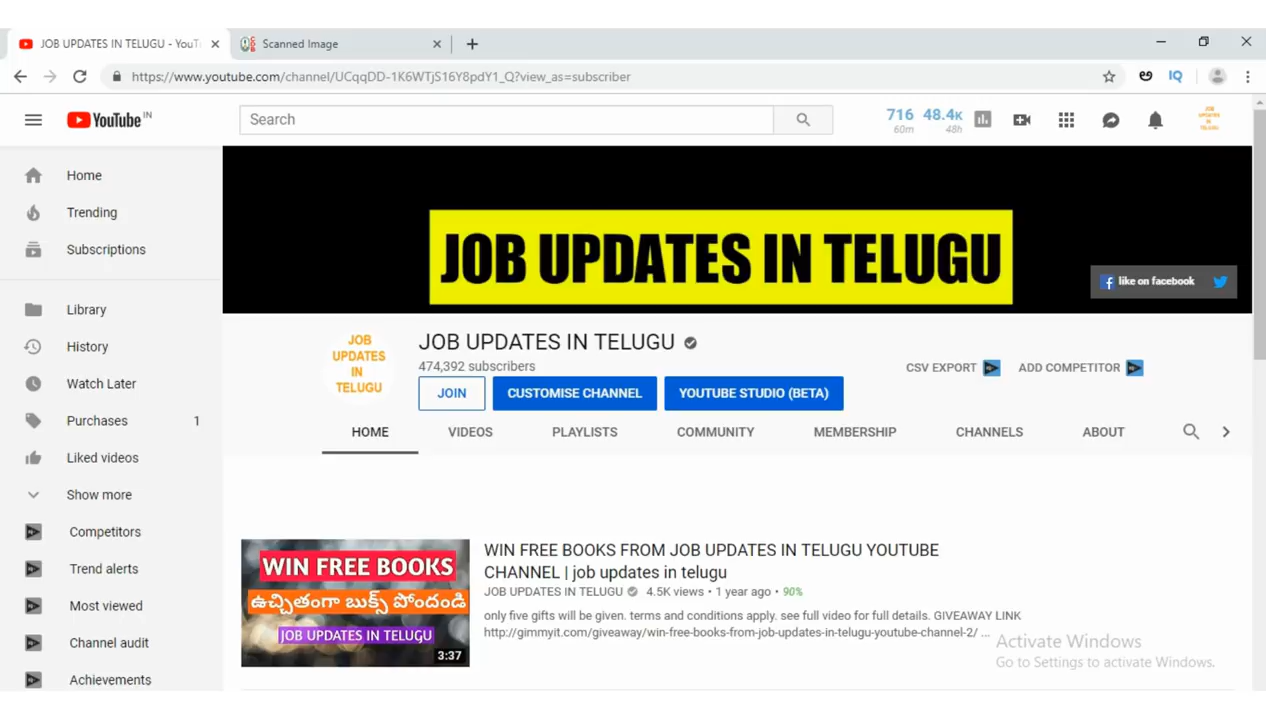 JOB UPDATES IN TELUGU - YouT
Scanned Image
https://www.youtube.com/channel/UCqqDD-1K6WTjS16Y8pdY1_Q?view_as=subscriber
IQ
YouTube IN
Search
716 48.4K
60m 48h
JOB UPDATES IN TELUGU
Home
Trending
Subscriptions
Library
History
Watch Later
Purchases 1
Liked videos
Show more
Competitors
Trend alerts
Most viewed
Channel audit
Achievements
JOB UPDATES IN TELUGU
like on facebook
JOB
UPDATES
IN
TELUGU
JOB UPDATES IN TELUGU
474,392 subscribers
CSV EXPORT ADD COMPETITOR
JOIN CUSTOMISE CHANNEL YOUTUBE STUDIO (BETA)
HOME VIDEOS PLAYLISTS COMMUNITY MEMBERSHIP CHANNELS ABOUT
WIN FREE BOOKS
ఉచ్చితంగా బుక్స్ పోందండి
JOB UPDATES IN TELUGU
3:37
WIN FREE BOOKS FROM JOB UPDATES IN TELUGU YOUTUBE
CHANNEL | job updates in telugu
JOB UPDATES IN TELUGU 4.5K views • 1 year ago • 90%
only five gifts will be given. terms and conditions apply. see full video for full details. GIVEAWAY LINK
http://gimmyit.com/giveaway/win-free-books-from-job-updates-in-telugu-youtube-channel-2/ ...
Activate Windows
Go to Settings to activate Windows.